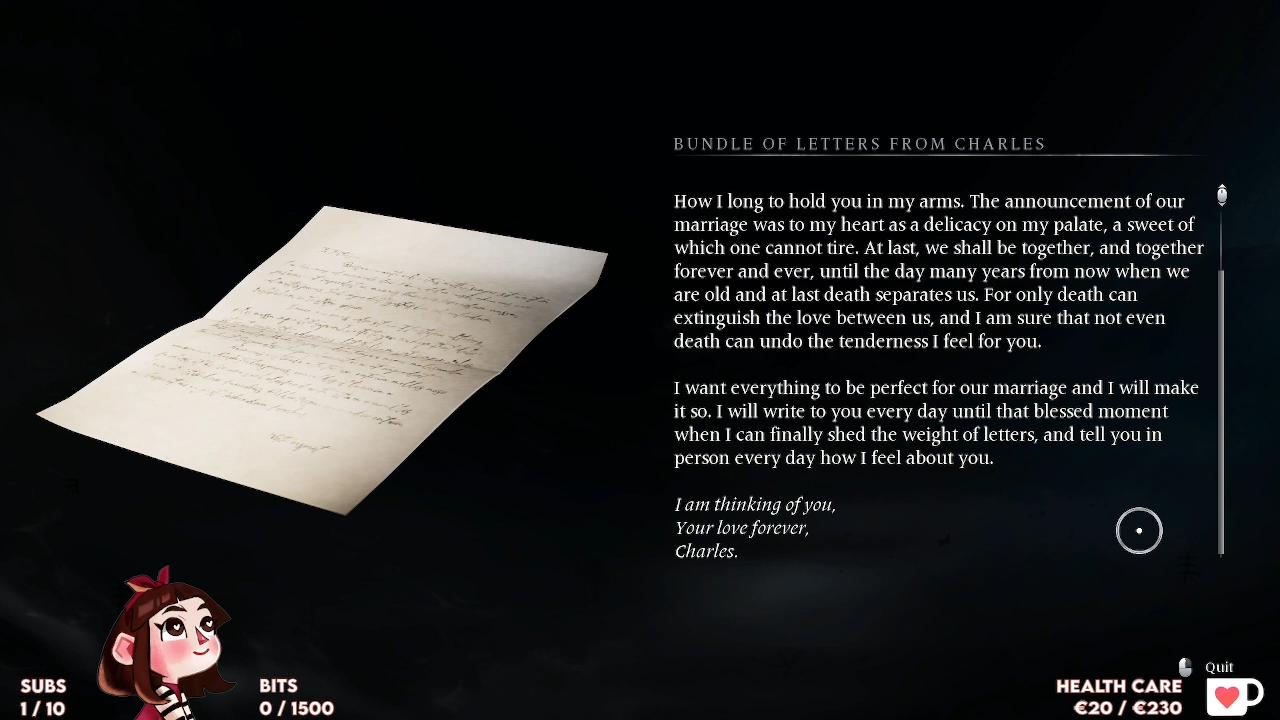 BUNDLE OF LETTERS FROM CHARLES
How I long to hold you in my arms. The announcement of our
marriage was to my heart as a delicacy on my palate, a sweet of
which one cannot tire. At last, we shall be together, and together
forever and ever, until the day many years from now when we
are old and at last death separates us. For only death can
extinguish the love between us, and I am sure that not even
death can undo the tenderness I feel for you.
I want everything to be perfect for our marriage and I will make
it so. I will write to you every day until that blessed moment
when I can finally shed the weight of letters, and tell you in
person every day how I feel about you.
I am thinking of you,
Your love forever,
Charles.
Quit
SUBS
1 / 10
BITS
0 / 1500
HEALTH CARE
€20 / €230